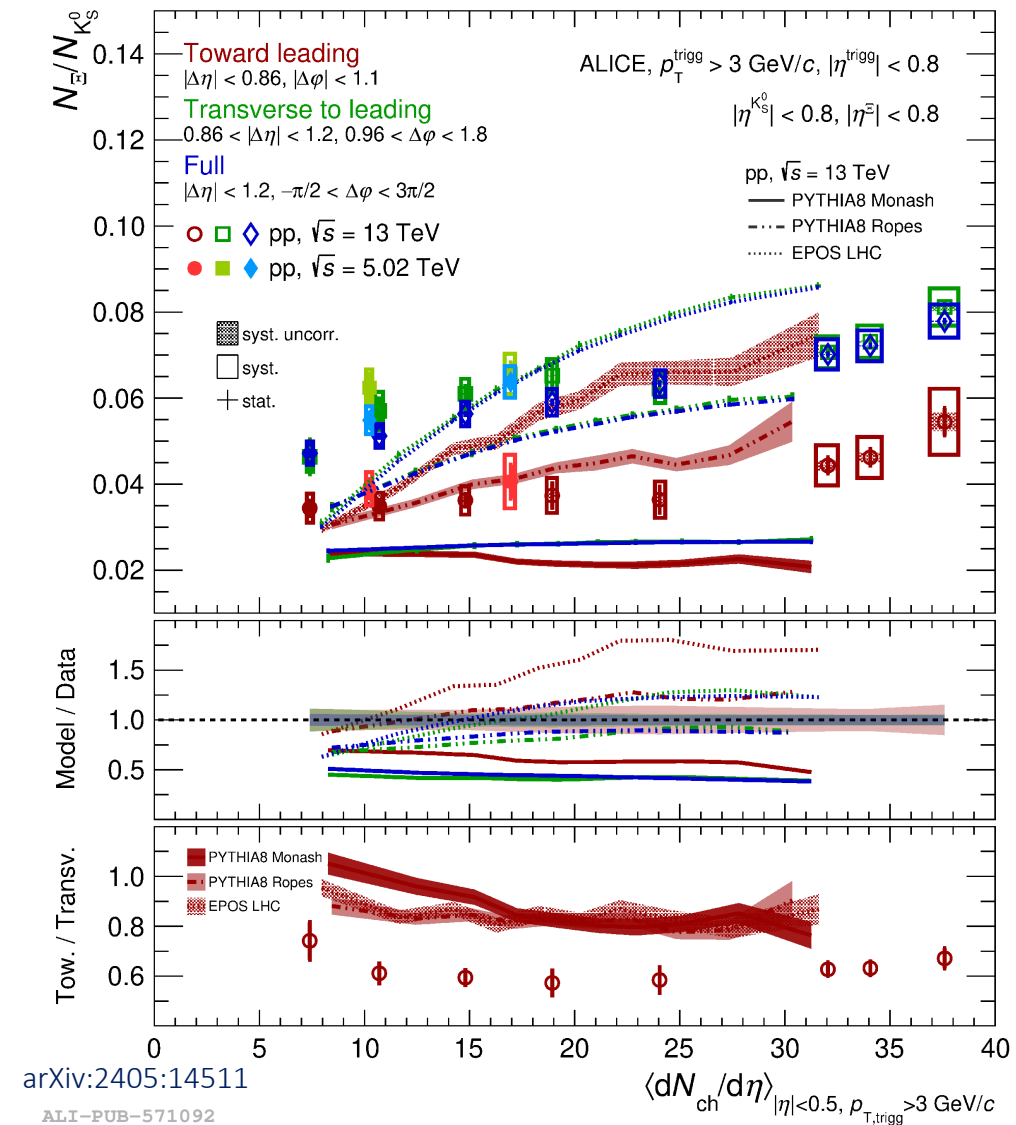 N_Ξ/N_{K^0_S}
0.14
0.12
0.10
0.08
0.06
0.04
0.02
Toward leading
|Δη| < 0.86, |Δφ| < 1.1
Transverse to leading
0.86 < |Δη| < 1.2, 0.96 < Δφ < 1.8
Full
|Δη| < 1.2, −π/2 < Δφ < 3π/2
pp, √s = 13 TeV
pp, √s = 5.02 TeV
syst. uncorr.
syst.
stat.
ALICE, p_T^trigg > 3 GeV/c, |η^trigg| < 0.8
|η^{K^0_S}| < 0.8, |η^Ξ| < 0.8
pp, √s = 13 TeV
PYTHIA8 Monash
PYTHIA8 Ropes
EPOS LHC
Model / Data
1.5
1.0
0.5
Tow. / Transv.
1.0
0.8
0.6
PYTHIA8 Monash
PYTHIA8 Ropes
EPOS LHC
0 5 10 15 20 25 30 35 40
⟨dN_ch/dη⟩_{|η|<0.5, p_{T,trigg}>3 GeV/c}
arXiv:2405:14511
ALI-PUB-571092